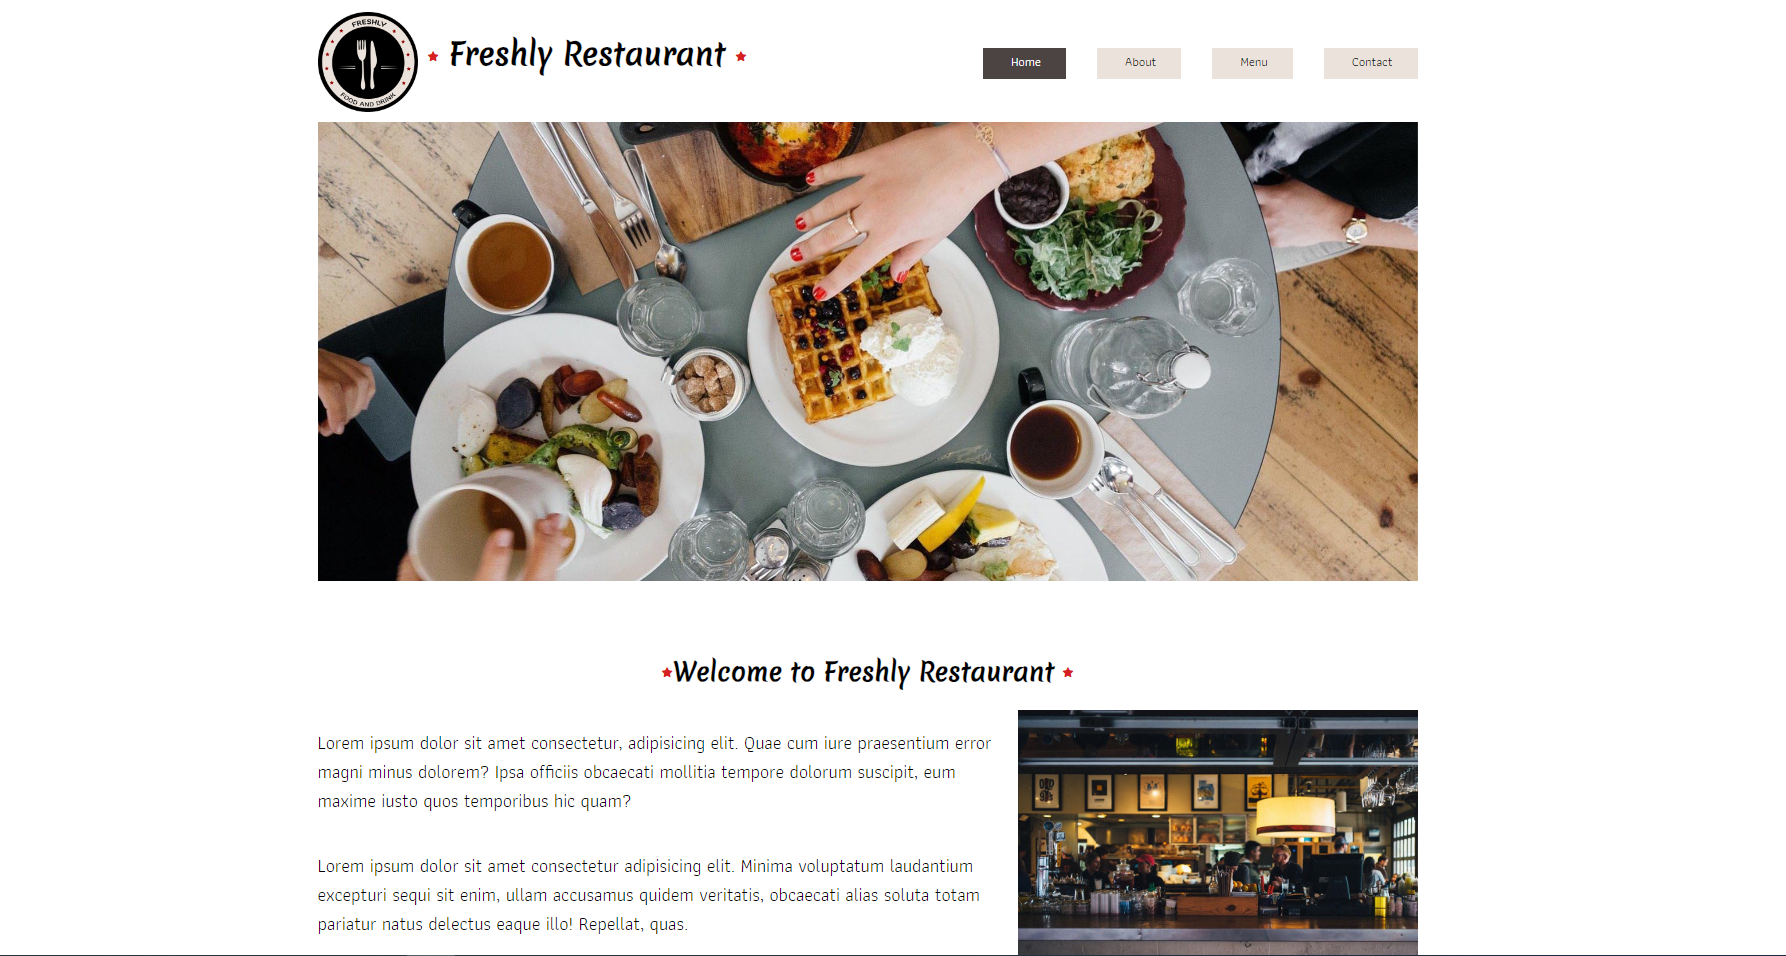 FRESHLY
FOOD AND DRINK
Freshly Restaurant
Home
About
Menu
Contact
Welcome to Freshly Restaurant
Lorem ipsum dolor sit amet consectetur, adipisicing elit. Quae cum iure praesentium error
magni minus dolorem? Ipsa officiis obcaecati mollitia tempore dolorum suscipit, eum
maxime iusto quos temporibus hic quam?
Lorem ipsum dolor sit amet consectetur adipisicing elit. Minima voluptatum laudantium
excepturi sequi sit enim, ullam accusamus quidem veritatis, obcaecati alias soluta totam
pariatur natus delectus eaque illo! Repellat, quas.